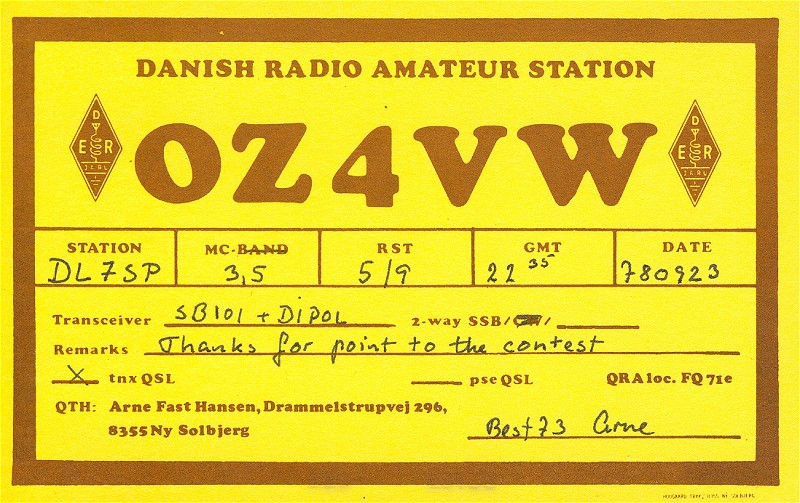 DANISH RADIO AMATEUR STATION
D E R I.A.R.U.
OZ4VW
D E R I.A.R.U.
STATION MC-BAND RST GMT DATE
DL7SP 3,5 5/9 22 35 780923
Transceiver SB101 + DIPOL 2-way SSB/CW/
Remarks Thanks for point to the contest
X tnx QSL pse QSL QRA loc. FQ 71e
QTH: Arne Fast Hansen, Drammelstrupvej 296,
8355 Ny Solbjerg
Best 73 Arne